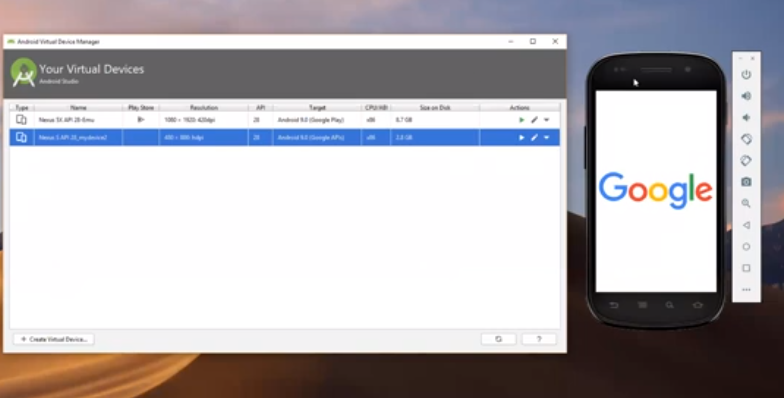 Android Virtual Device Manager
Your Virtual Devices
Android Studio
Type Name Play Store Resolution API Target CPU/ABI Size on Disk Actions
Nexus 5X API 28-Emu 1080 × 1920: 420dpi 28 Android 9.0 (Google Play) x86 8.7 GB
Nexus S API 28_mydevice2 480 × 800: hdpi 28 Android 9.0 (Google APIs) x86 GB
+ Create Virtual Device...
?
Google